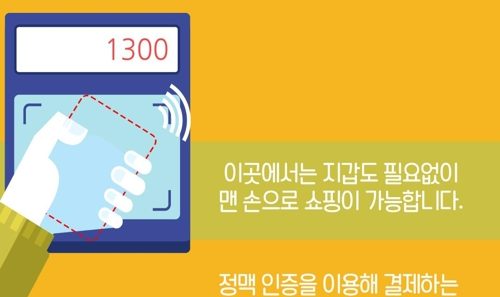 1300
이곳에서는 지갑도 필요없이
맨 손으로 쇼핑이 가능합니다.
정맥 인증을 이용해 결제하는